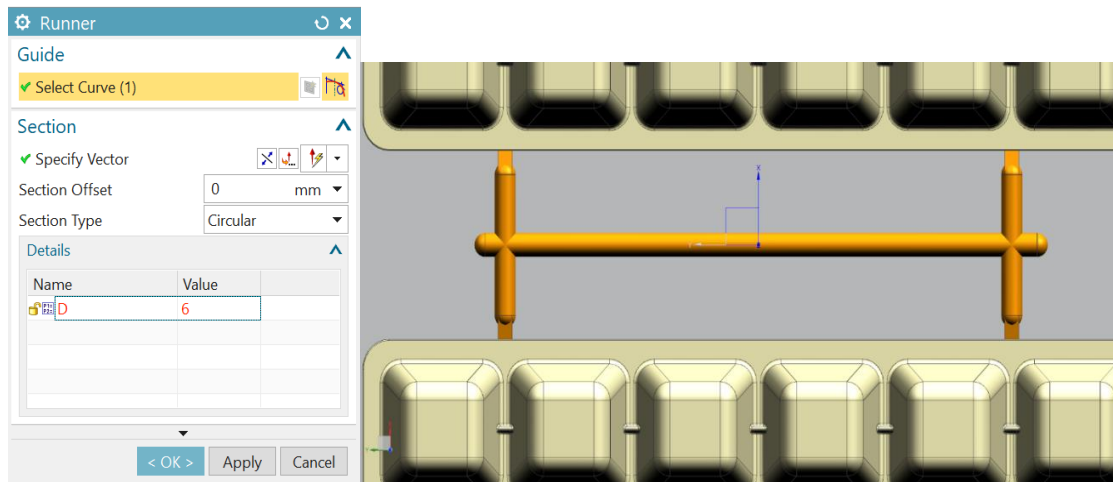 Runner
Guide
Select Curve (1)
Section
Specify Vector
Section Offset 0 mm
Section Type Circular
Details
Name Value
D 6
< OK > Apply Cancel